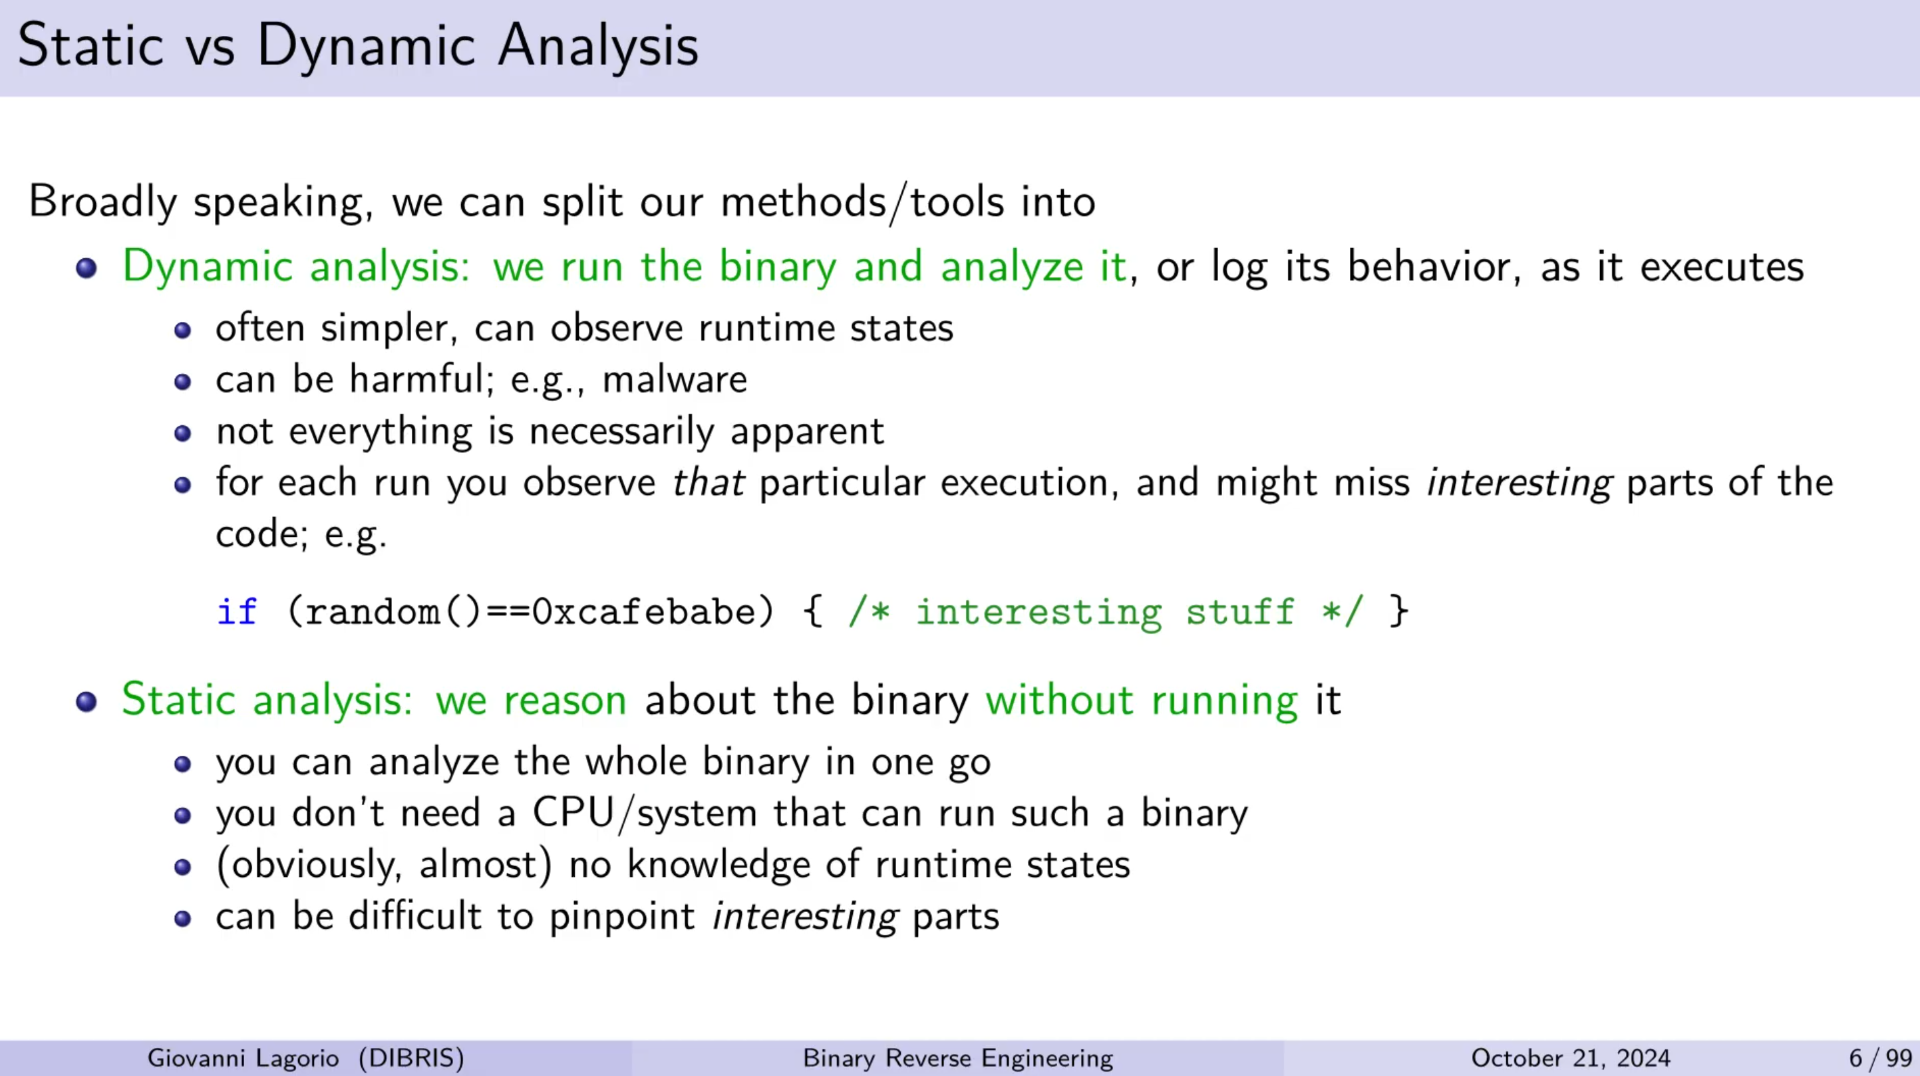 Static vs Dynamic Analysis
Broadly speaking, we can split our methods/tools into
Dynamic analysis: we run the binary and analyze it, or log its behavior, as it executes
often simpler, can observe runtime states
can be harmful; e.g., malware
not everything is necessarily apparent
for each run you observe that particular execution, and might miss interesting parts of the
code; e.g.
if (random()==0xcafebabe) { /* interesting stuff */ }
Static analysis: we reason about the binary without running it
you can analyze the whole binary in one go
you don't need a CPU/system that can run such a binary
(obviously, almost) no knowledge of runtime states
can be difficult to pinpoint interesting parts
Giovanni Lagorio (DIBRIS) Binary Reverse Engineering October 21, 2024 6 / 99